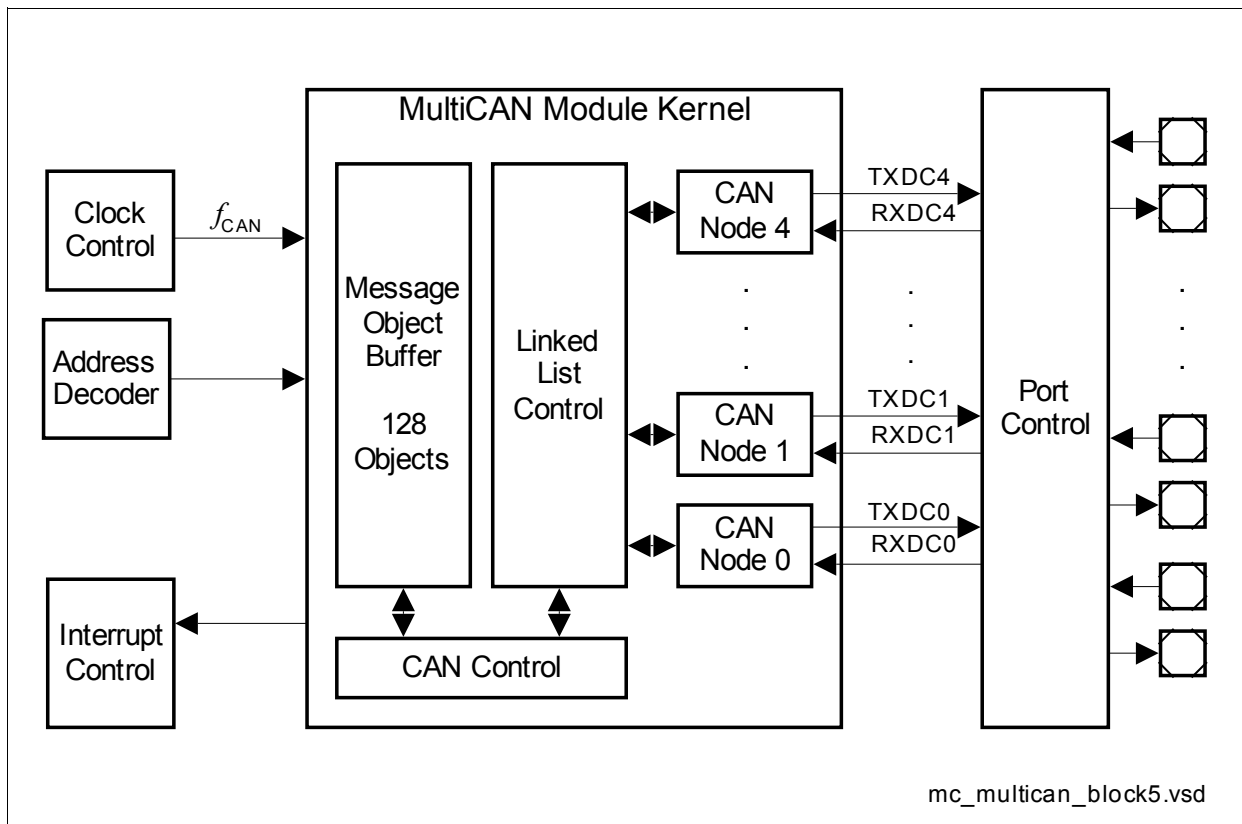 MultiCAN Module Kernel
Clock
Control
fCAN
Address
Decoder
Interrupt
Control
Message
Object
Buffer
128
Objects
Linked
List
Control
CAN Control
CAN
Node 4
TXDC4
RXDC4
CAN
Node 1
TXDC1
RXDC1
CAN
Node 0
TXDC0
RXDC0
Port
Control
mc_multican_block5.vsd